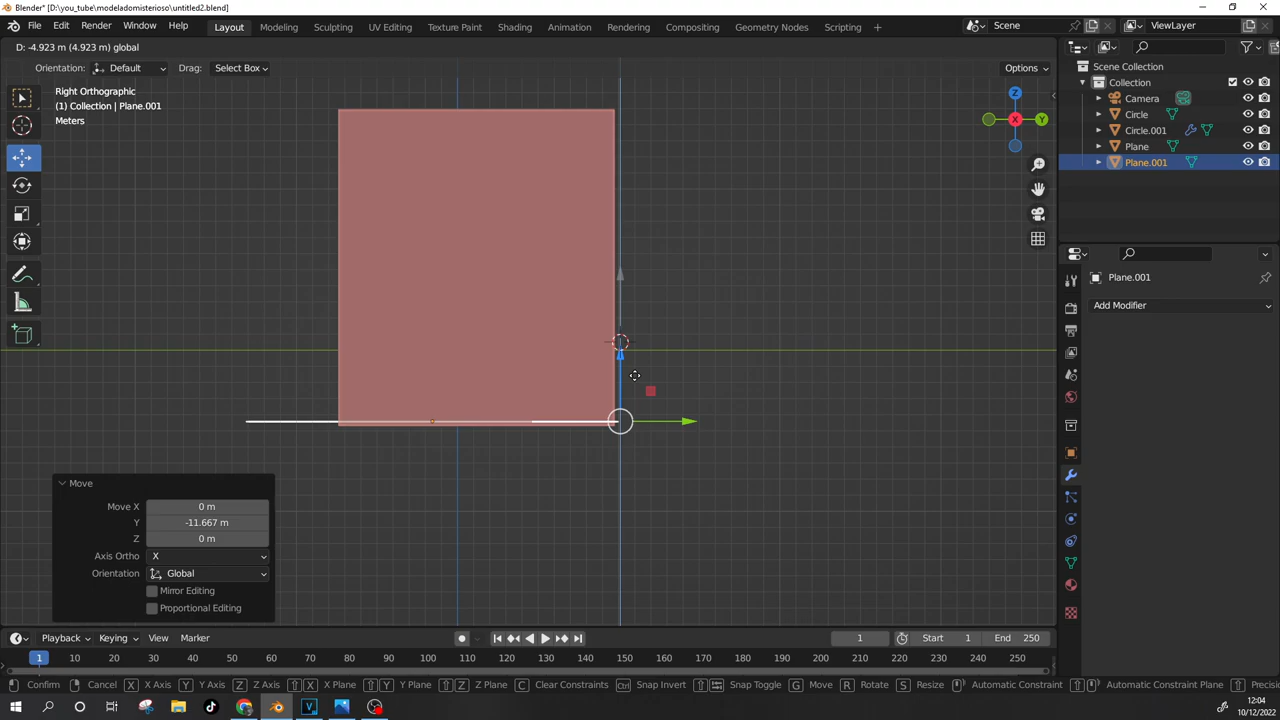 Blender* [D:\you_tube\modeladomisterioso\untitled2.blend]
File Edit Render Window Help Layout Modeling Sculpting UV Editing Texture Paint Shading Animation Rendering Compositing Geometry Nodes Scripting + Scene ViewLayer
D: -4.923 m (4.923 m) global
Orientation: Default Drag: Select Box Options
Right Orthographic
(1) Collection | Plane.001
Meters
Z
X
Y
Scene Collection
Collection
Camera
Circle
Circle.001
Plane
Plane.001
Plane.001
Add Modifier
Move
Move X 0 m
Y -11.667 m
Z 0 m
Axis Ortho X
Orientation Global
Mirror Editing
Proportional Editing
Playback Keying View Marker 1 Start 1 End 250
1 10 20 30 40 50 60 70 80 90 100 110 120 130 140 150 160 170 180 190 200 210 220 230 240 250
Confirm Cancel X X Axis Y Y Axis Z Z Axis X X Plane Y Y Plane Z Z Plane C Clear Constraints Ctrl Snap Invert Snap Toggle G Move R Rotate S Resize Automatic Constraint Automatic Constraint Plane Precisio
12:04
10/12/2022